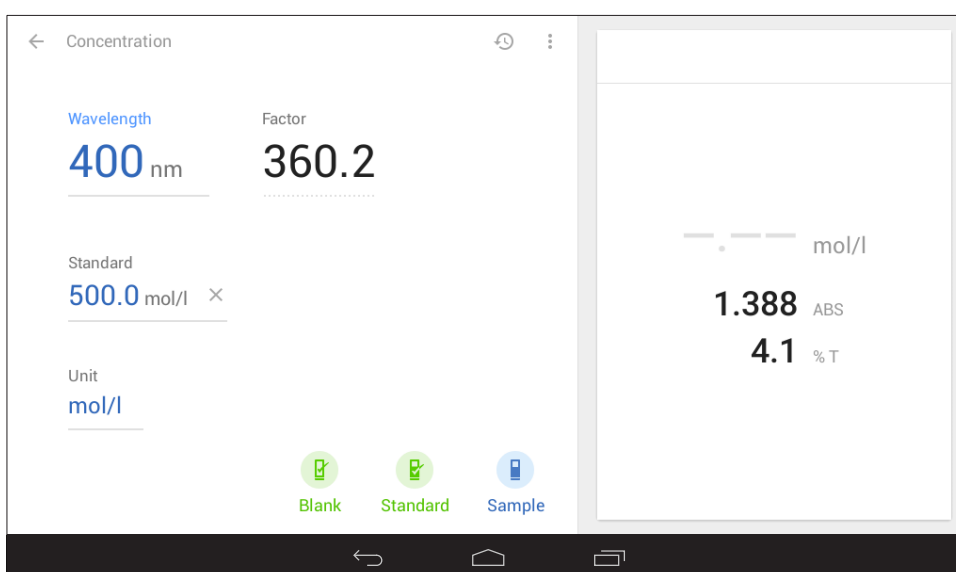 Concentration
Wavelength Factor
400 nm 360.2
Standard
500.0 mol/l
Unit
mol/l
Blank Standard Sample
-.-- mol/l
1.388 ABS
4.1 % T